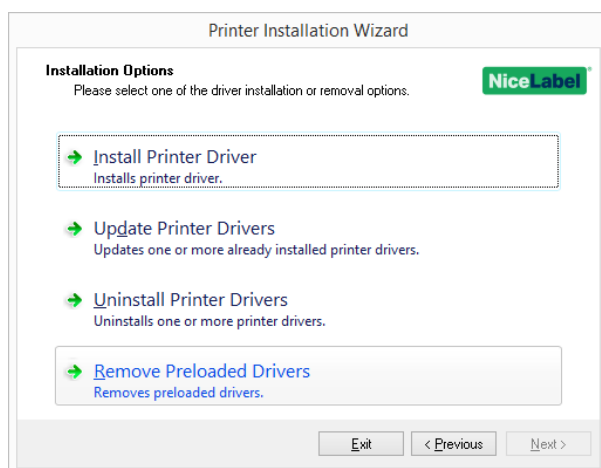 Printer Installation Wizard
Installation Options
Please select one of the driver installation or removal options.
NiceLabel
Install Printer Driver
Installs printer driver.
Update Printer Drivers
Updates one or more already installed printer drivers.
Uninstall Printer Drivers
Uninstalls one or more printer drivers.
Remove Preloaded Drivers
Removes preloaded drivers.
Exit
< Previous
Next >